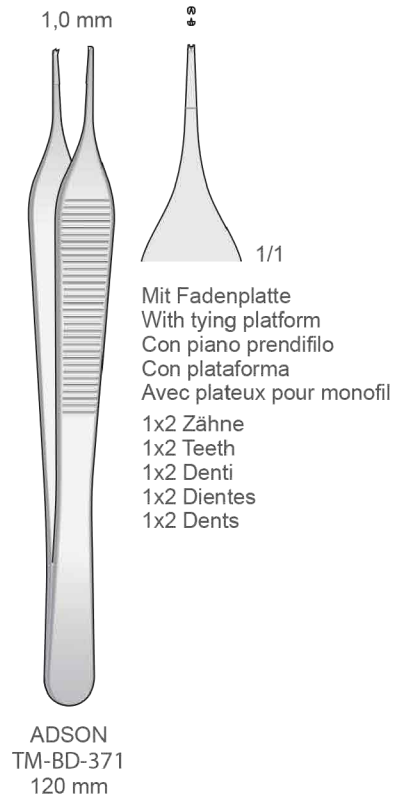 1,0 mm
1/1
Mit Fadenplatte
With tying platform
Con piano prendifilo
Con plataforma
Avec plateux pour monofil
1x2 Zähne
1x2 Teeth
1x2 Denti
1x2 Dientes
1x2 Dents
ADSON
TM-BD-371
120 mm